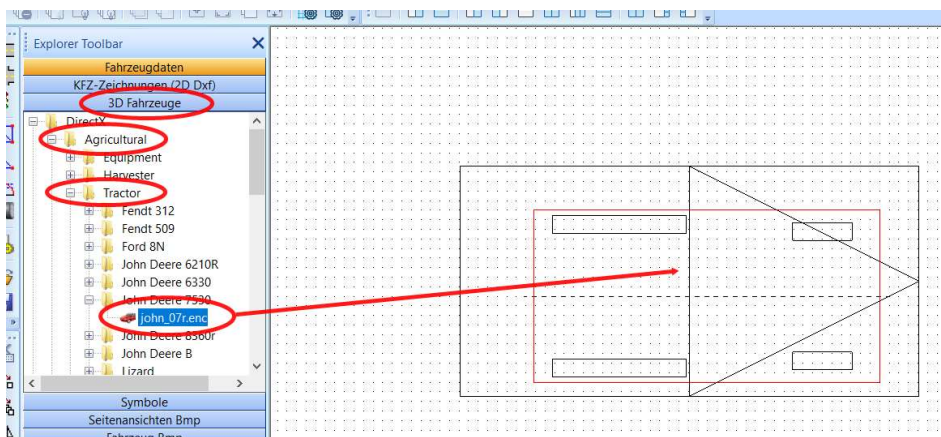 Explorer Toolbar
Fahrzeugdaten
KFZ-Zeichnungen (2D Dxf)
3D Fahrzeuge
DirectX
Agricultural
Equipment
Harvester
Tractor
Fendt 312
Fendt 509
Ford 8N
John Deere 6210R
John Deere 6330
John Deere 7530
john_07r.enc
John Deere 8360r
John Deere B
Lizard
Symbole
Seitenansichten Bmp
Fahrzeug Bmp